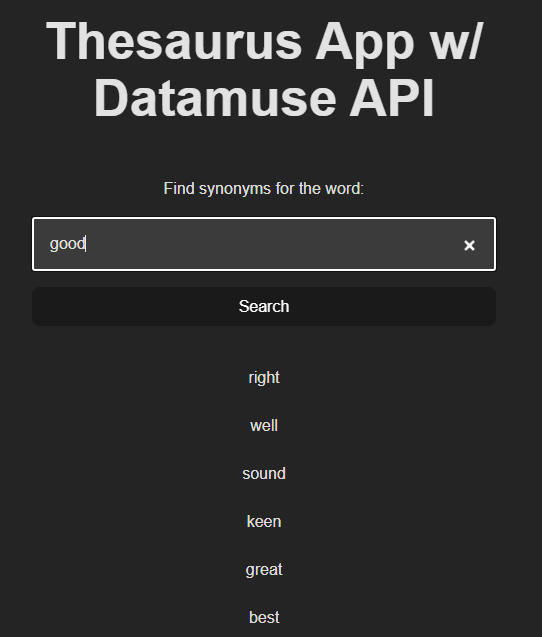 Thesaurus App w/
Datamuse API
Find synonyms for the word:
good
Search
right
well
sound
keen
great
best